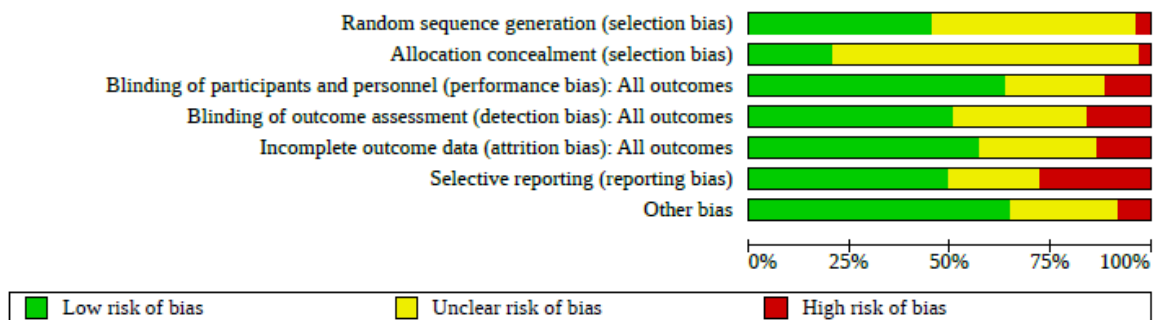 Random sequence generation (selection bias)
Allocation concealment (selection bias)
Blinding of participants and personnel (performance bias): All outcomes
Blinding of outcome assessment (detection bias): All outcomes
Incomplete outcome data (attrition bias): All outcomes
Selective reporting (reporting bias)
Other bias
0% 25% 50% 75% 100%
Low risk of bias Unclear risk of bias High risk of bias